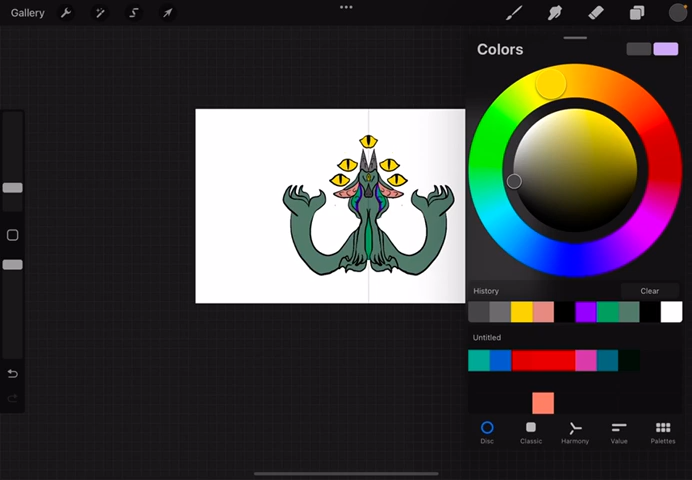 Gallery
Colors
History
Clear
Untitled
Disc
Classic
Harmony
Value
Palettes